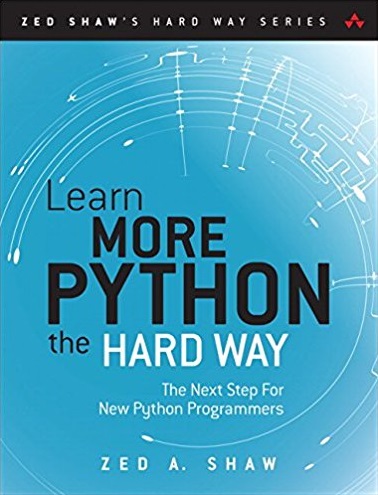 ZED SHAW'S HARD WAY SERIES
Learn
MORE
PYTHON
the HARD WAY
The Next Step For
New Python Programmers
ZED A. SHAW